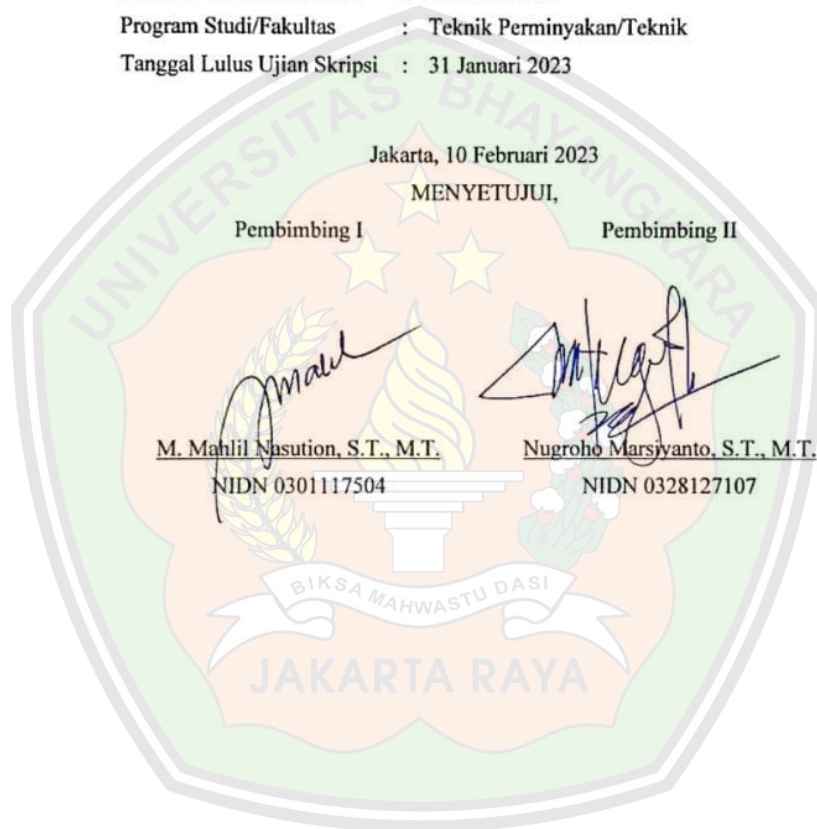 Program Studi/Fakultas : Teknik Perminyakan/Teknik
Tanggal Lulus Ujian Skripsi : 31 Januari 2023
UNIVERSITAS BHAYANGKARA
Jakarta, 10 Februari 2023
MENYETUJUI,
Pembimbing I Pembimbing II
M. Mahlil Nasution, S.T., M.T. Nugroho Marsiyanto, S.T., M.T.
NIDN 0301117504 NIDN 0328127107
BIKSA MAHWASTU DASI
JAKARTA RAYA